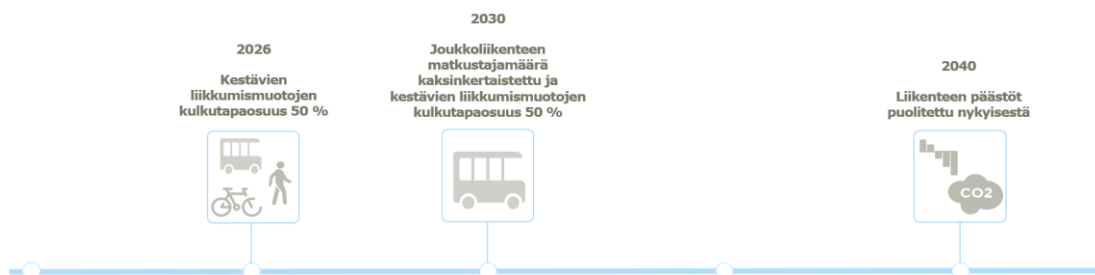 2026
Kestävien
liikkumismuotojen
kulkutapaosuus 50 %
2030
Joukkoliikenteen
matkustajamäärä
kaksinkertaistettu ja
kestävien liikkumismuotojen
kulkutapaosuus 50 %
2040
Liikenteen päästöt
puolitettu nykyisestä
CO2